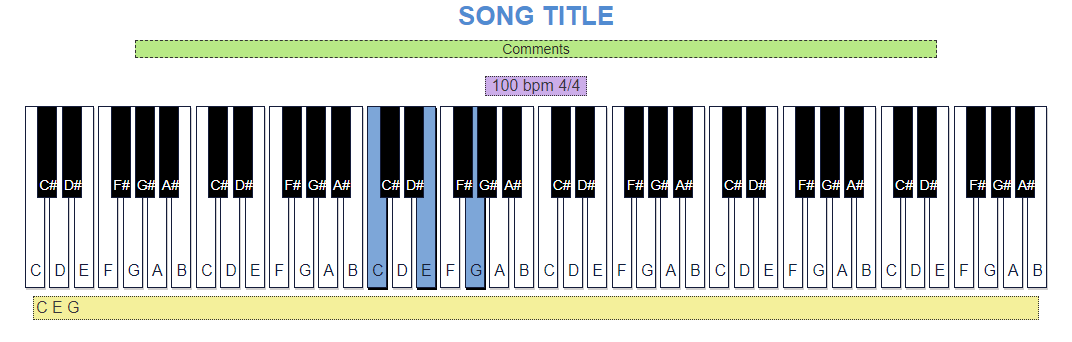 SONG TITLE
Comments
100 bpm 4/4
C# D# F# G# A# C# D# F# G# A# C# D# F# G# A# C# D# F# G# A# C# D# F# G# A# C# D# F# G# A#
C D E F G A B C D E F G A B C D E F G A B C D E F G A B C D E F G A B C D E F G A B
C E G